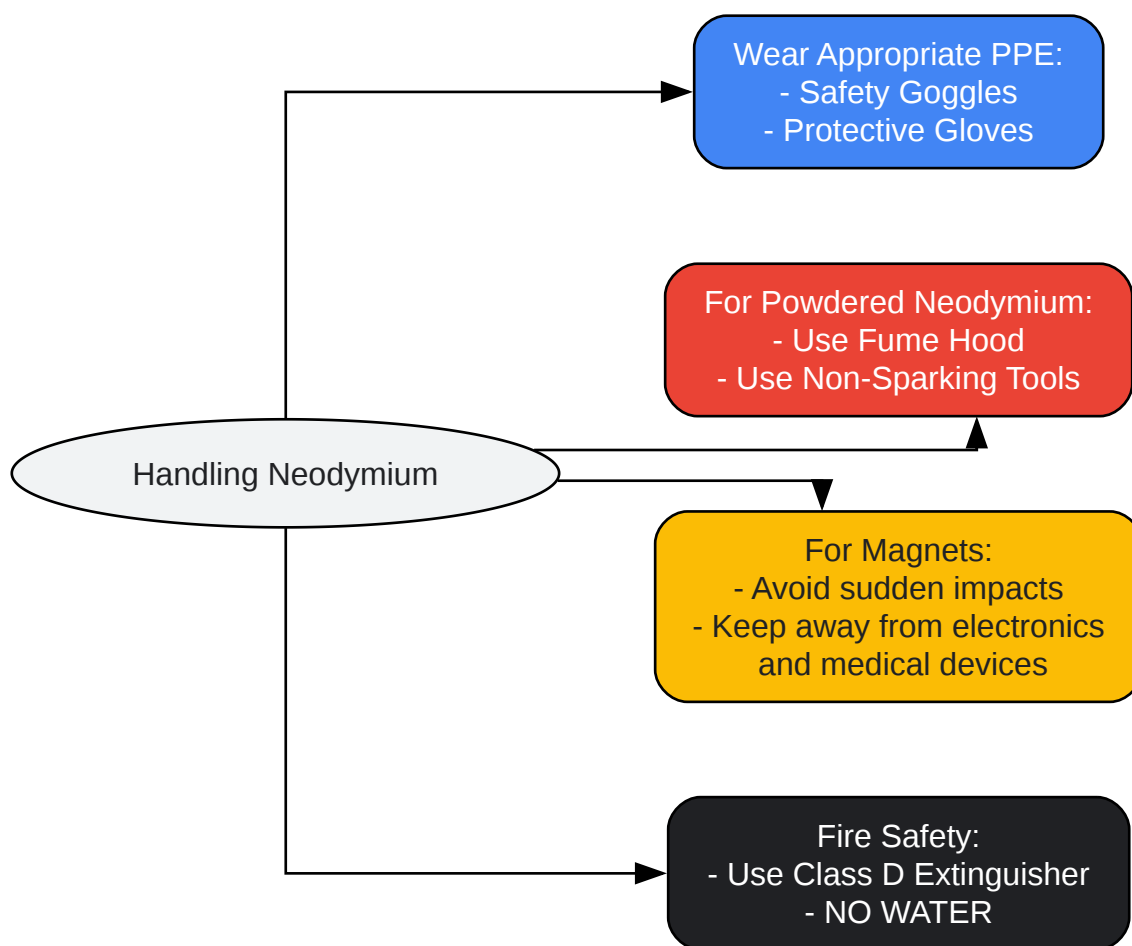 Wear Appropriate PPE:
- Safety Goggles
- Protective Gloves
For Powdered Neodymium:
- Use Fume Hood
- Use Non-Sparking Tools
Handling Neodymium
For Magnets:
- Avoid sudden impacts
- Keep away from electronics
and medical devices
Fire Safety:
- Use Class D Extinguisher
- NO WATER